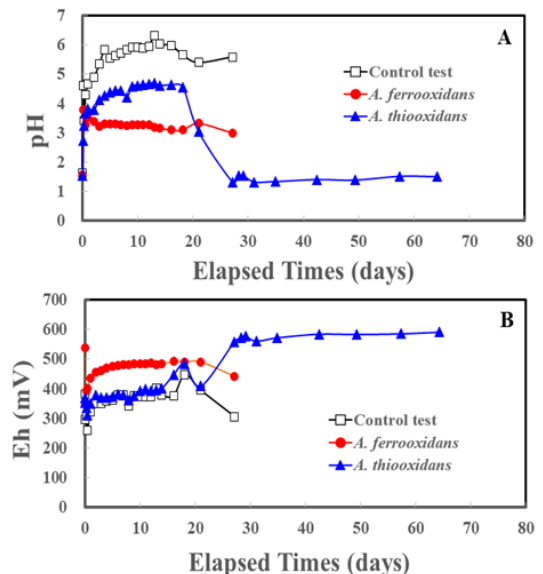 7
A
6
5
4
3
2
1
0
pH
Control test
A. ferrooxidans
A. thiooxidans
0 10 20 30 40 50 60 70 80
Elapsed Times (days)
700
B
600
500
400
300
200
100
0
Eh (mV)
Control test
A. ferrooxidans
A. thiooxidans
0 10 20 30 40 50 60 70 80
Elapsed Times (days)